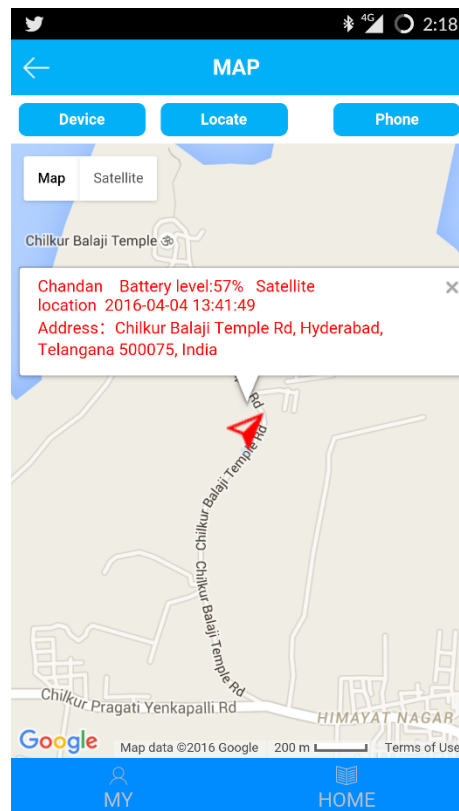 4G 2:18
MAP
Device Locate Phone
Map Satellite
Chilkur Balaji Temple
Chandan Battery level:57% Satellite
location 2016-04-04 13:41:49
Address: Chilkur Balaji Temple Rd, Hyderabad,
Telangana 500075, India
Rd
Chilkur Balaji Temple Rd
Chilkur Balaji Temple Rd
Chilkur Pragati Yenkapalli Rd
HIMAYAT NAGAR
Google Map data ©2016 Google 200 m Terms of Use
MY HOME